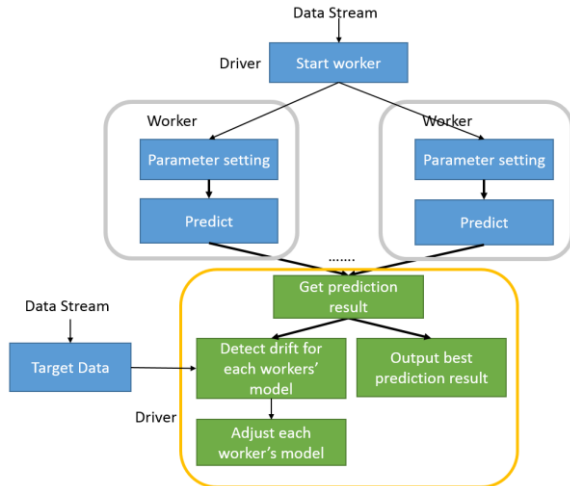 Data Stream
Driver
Start worker
Worker
Worker
Parameter setting
Parameter setting
Predict
Predict
.......
Get prediction
result
Data Stream
Target Data
Detect drift for
each workers'
model
Output best
prediction result
Driver
Adjust each
worker's model